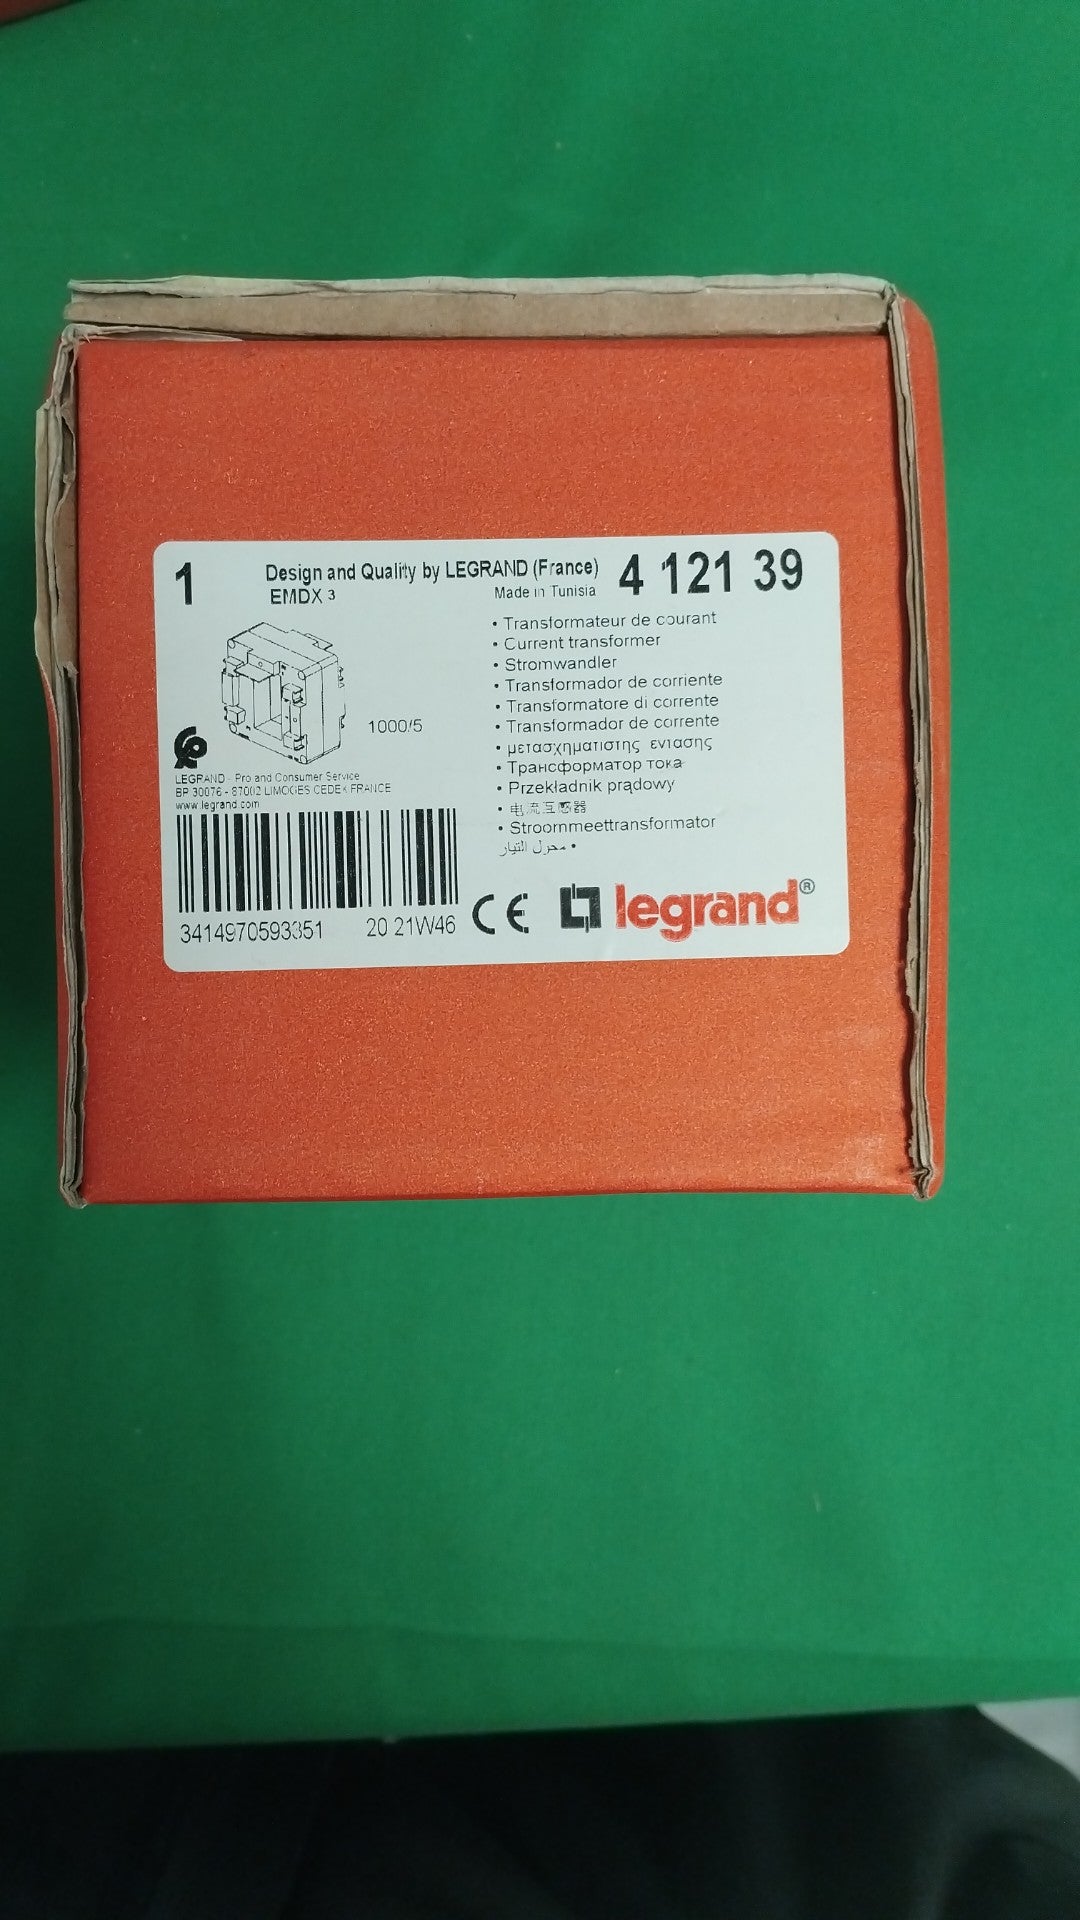 1
Design and Quality by LEGRAND (France)
4 121 39
EMDX 3
Made in Tunisia
• Transformateur de courant
• Current transformer
• Stromwandler
• Transformador de corriente
• Transformatore di corrente
• Transformador de corrente
• μετασχηματιστης εντασης
• Трансформатор тока
• Przekładnik prądowy
• 电流互感器
• Stroornmeettransformator
• محول التيار
1000/5
LEGRAND - Pro and Consumer Service
BP 30076 - 87002 LIMOGES CEDEX FRANCE
www.legrand.com
3414970593351
20 21W46
CE
legrand®